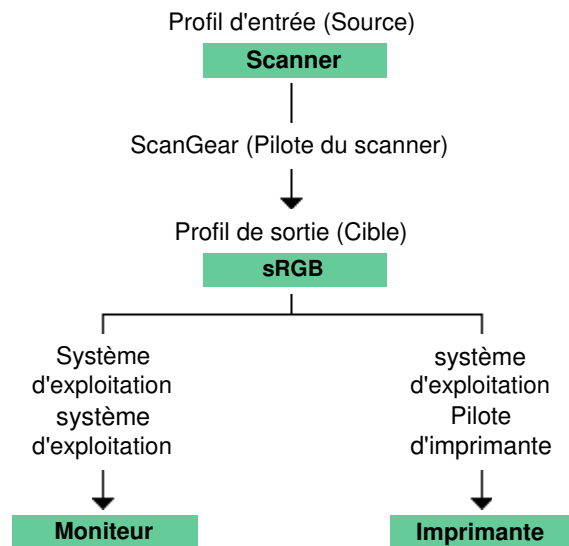 Profil d'entrée (Source)
Scanner
ScanGear (Pilote du scanner)
Profil de sortie (Cible)
sRGB
Système
d'exploitation
système
d'exploitation
Moniteur
système
d'exploitation
Pilote
d'imprimante
Imprimante